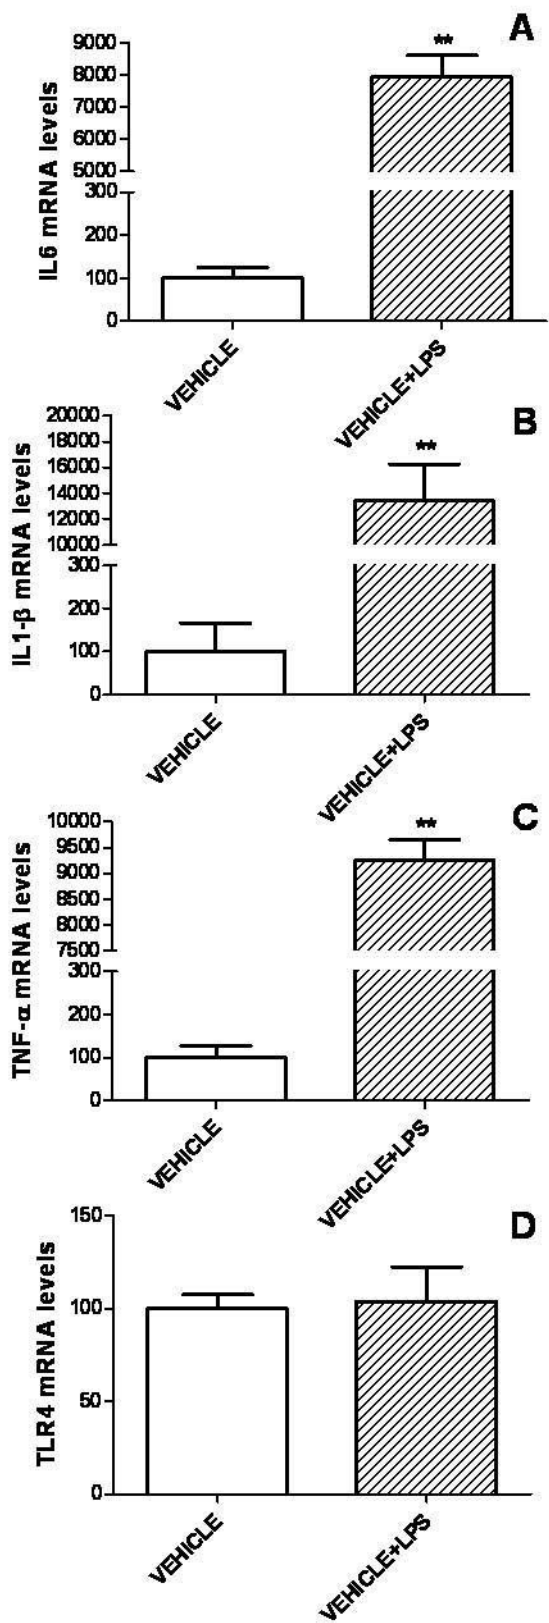 A
IL6 mRNA levels
9000
8000
7000
6000
5000
300
200
100
0
**
VEHICLE
VEHICLE+LPS
B
IL1-β mRNA levels
20000
18000
16000
14000
12000
10000
300
200
100
0
**
VEHICLE
VEHICLE+LPS
C
TNF-α mRNA levels
10000
9500
9000
8500
8000
7500
300
200
100
0
**
VEHICLE
VEHICLE+LPS
D
TLR4 mRNA levels
150
100
50
0
VEHICLE
VEHICLE+LPS